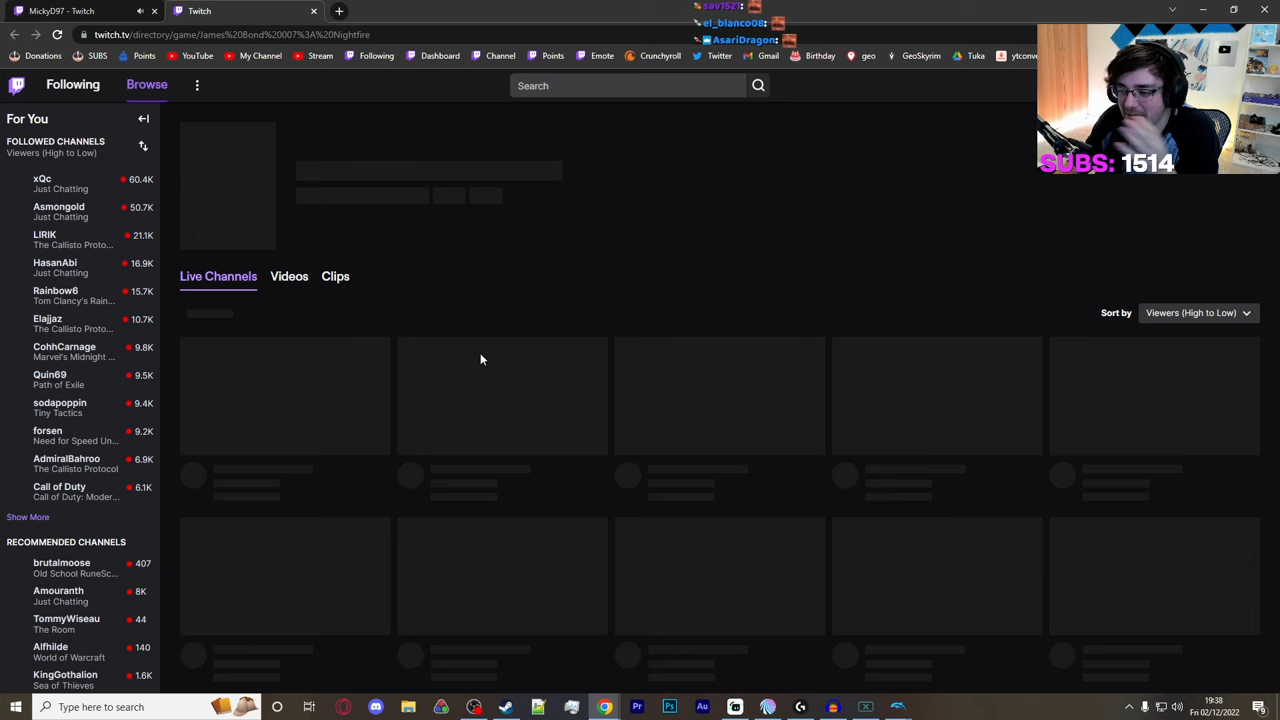 sav1521:
el_blanco08:
AsariDragon:
MickyD97 - Twitch
Twitch
twitch.tv/directory/game/James%20Bond%20007%3A%20Nightfire
Donations
SUBS
Points
YouTube
My Channel
Stream
Following
Dashboard
Channel
Points
Emote
Crunchyroll
Twitter
Gmail
Birthday
geo
GeoSkyrim
Tuka
ytconve
Following
Browse
Search
SUBS: 1514
For You
FOLLOWED CHANNELS
Viewers (High to Low)
xQc 60.4K
Just Chatting
Asmongold 50.7K
Just Chatting
LIRIK 21.1K
The Callisto Proto...
HasanAbi 16.9K
Just Chatting
Rainbow6 15.7K
Tom Clancy's Rain...
Elajjaz 10.7K
The Callisto Proto...
CohhCarnage 9.8K
Marvel's Midnight ...
Quin69 9.5K
Path of Exile
sodapoppin 9.4K
Tiny Tactics
forsen 9.2K
Need for Speed Un...
AdmiralBahroo 6.9K
The Callisto Protocol
Call of Duty 6.1K
Call of Duty: Moder...
Show More
RECOMMENDED CHANNELS
brutalmoose 407
Old School RuneSc...
Amouranth 8K
Just Chatting
TommyWiseau 44
The Room
Alfhilde 140
World of Warcraft
KingGothalion 1.6K
Sea of Thieves
Live Channels
Videos
Clips
Sort by
Viewers (High to Low)
Type here to search
Pr
Ps
Au
19:38
Fri 02/12/2022